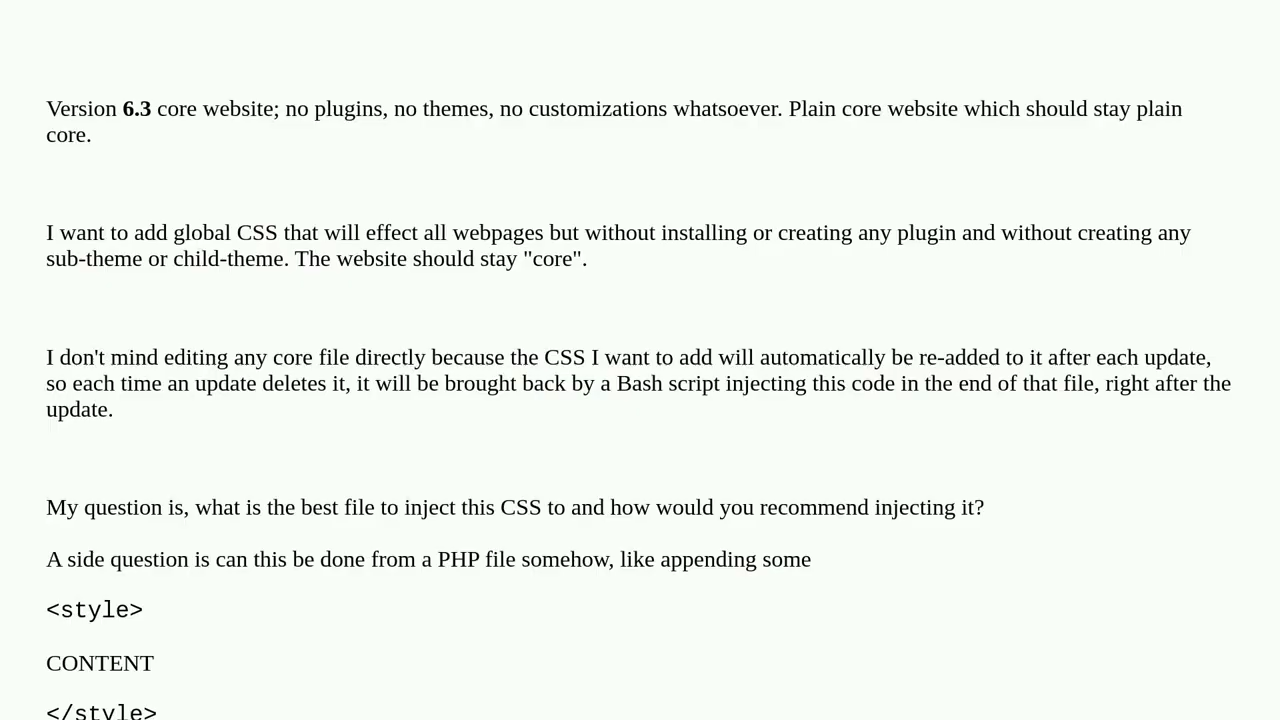 Version 6.3 core website; no plugins, no themes, no customizations whatsoever. Plain core website which should stay plain
core.
I want to add global CSS that will effect all webpages but without installing or creating any plugin and without creating any
sub-theme or child-theme. The website should stay "core".
I don't mind editing any core file directly because the CSS I want to add will automatically be re-added to it after each update,
so each time an update deletes it, it will be brought back by a Bash script injecting this code in the end of that file, right after the
update.
My question is, what is the best file to inject this CSS to and how would you recommend injecting it?
A side question is can this be done from a PHP file somehow, like appending some
<style>
CONTENT
</style>